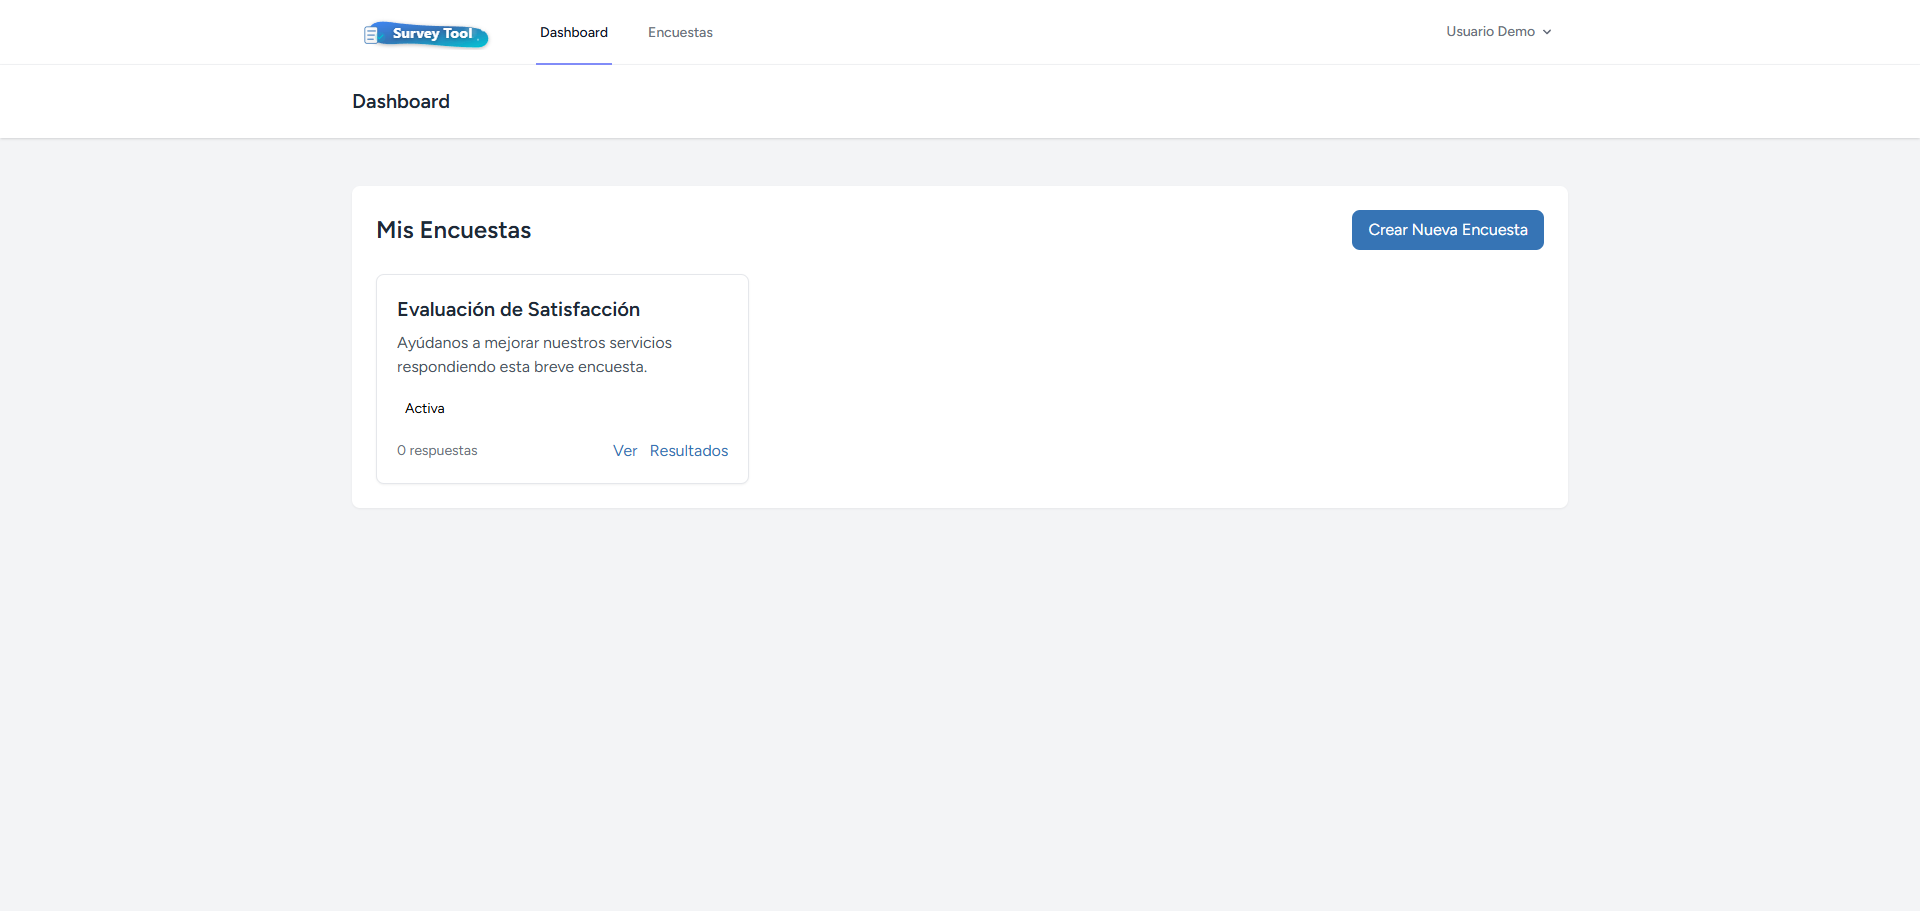 Survey Tool
Dashboard
Encuestas
Usuario Demo
Dashboard
Mis Encuestas
Crear Nueva Encuesta
Evaluación de Satisfacción
Ayúdanos a mejorar nuestros servicios
respondiendo esta breve encuesta.
Activa
0 respuestas
Ver
Resultados